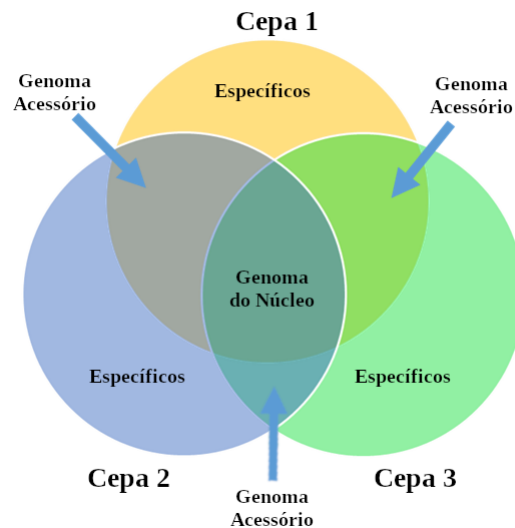 Cepa 1
Genoma
Acessório
Específicos
Genoma
Acessório
Genoma
do Núcleo
Específicos
Específicos
Cepa 2
Cepa 3
Genoma
Acessório